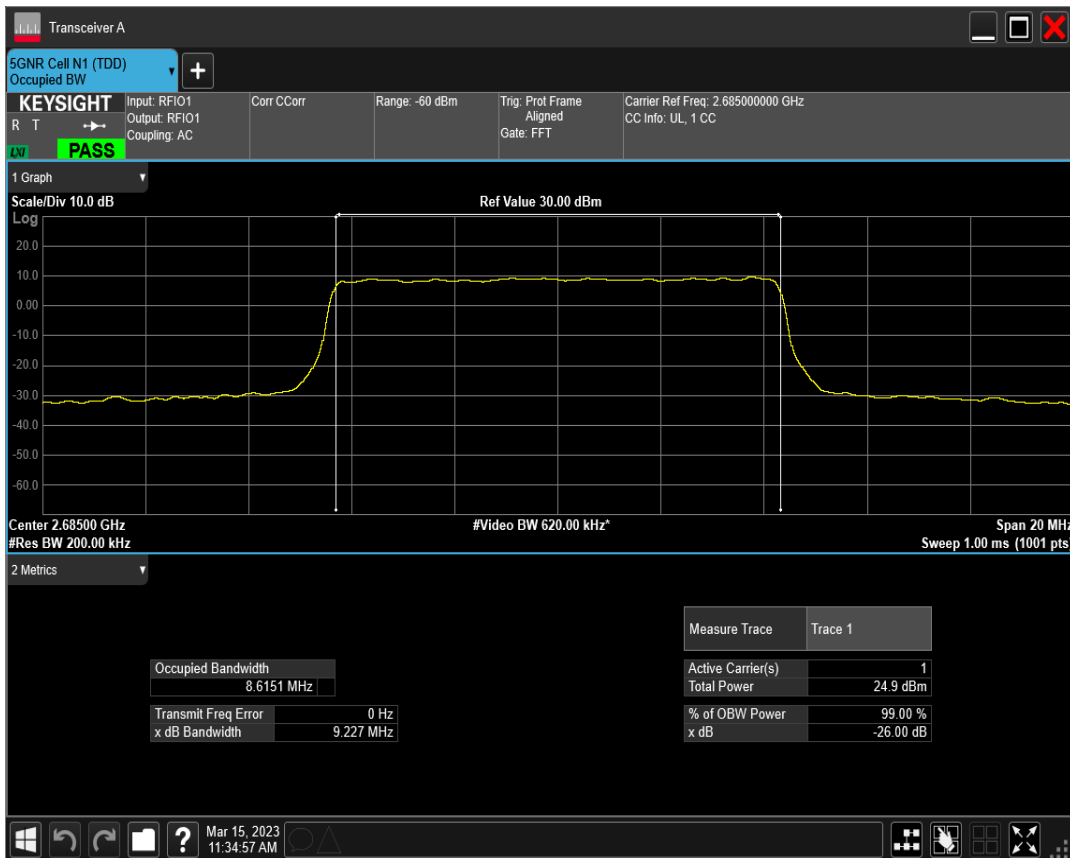 Transceiver A
5GNR Cell N1 (TDD)
Occupied BW
KEYSIGHT
R T
LXI
PASS
Input: RFIO1
Output: RFIO1
Coupling: AC
Corr CCorr
Range: -60 dBm
Trig: Prot Frame
Aligned
Gate: FFT
Carrier Ref Freq: 2.685000000 GHz
CC Info: UL, 1 CC
1 Graph
Scale/Div 10.0 dB
Ref Value 30.00 dBm
Log
20.0
10.0
0.00
-10.0
-20.0
-30.0
-40.0
-50.0
-60.0
Center 2.68500 GHz
#Video BW 620.00 kHz*
Span 20 MHz
#Res BW 200.00 kHz
Sweep 1.00 ms (1001 pts)
2 Metrics
Measure Trace Trace 1
Occupied Bandwidth
8.6151 MHz
Active Carrier(s) 1
Total Power 24.9 dBm
Transmit Freq Error 0 Hz
x dB Bandwidth 9.227 MHz
% of OBW Power 99.00 %
x dB -26.00 dB
?
Mar 15, 2023
11:34:57 AM